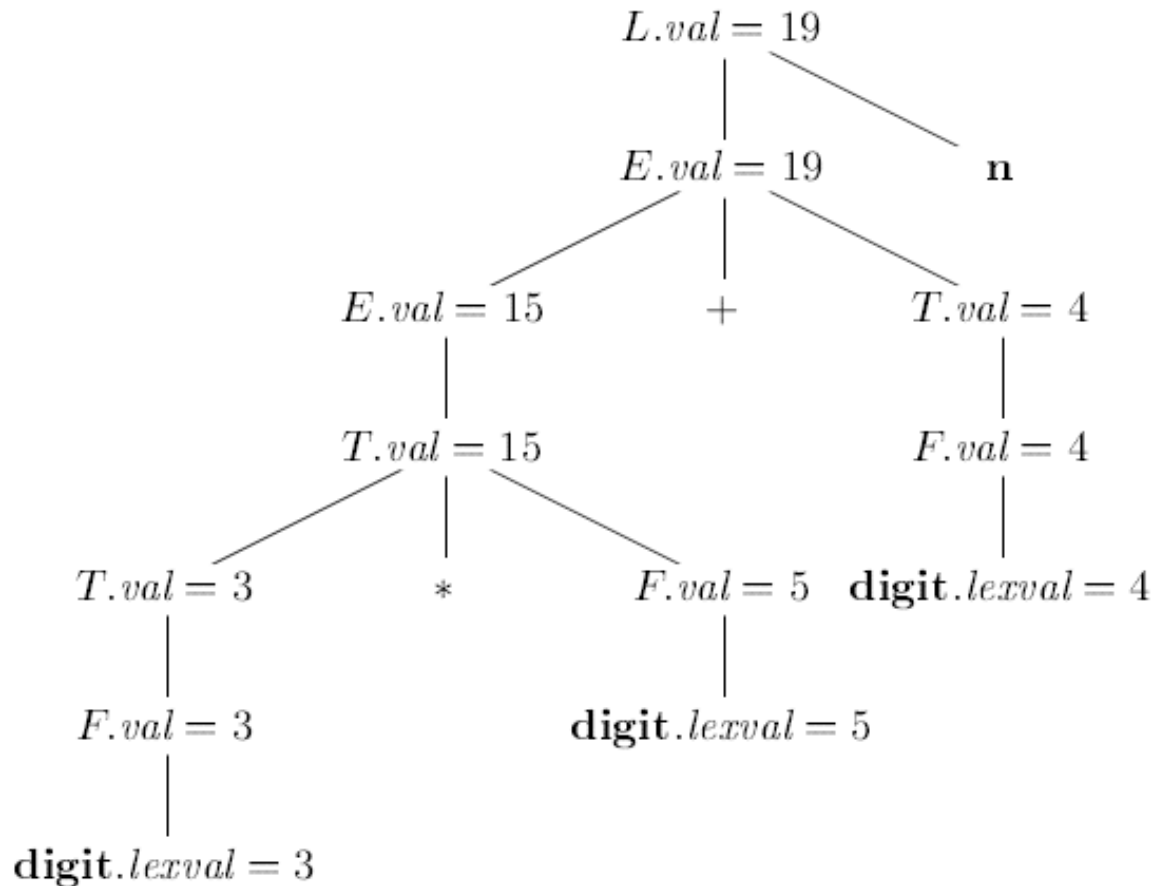 L.val = 19
E.val = 19 n
E.val = 15 + T.val = 4
T.val = 15 F.val = 4
T.val = 3 * F.val = 5 digit.lexval = 4
F.val = 3 digit.lexval = 5
digit.lexval = 3